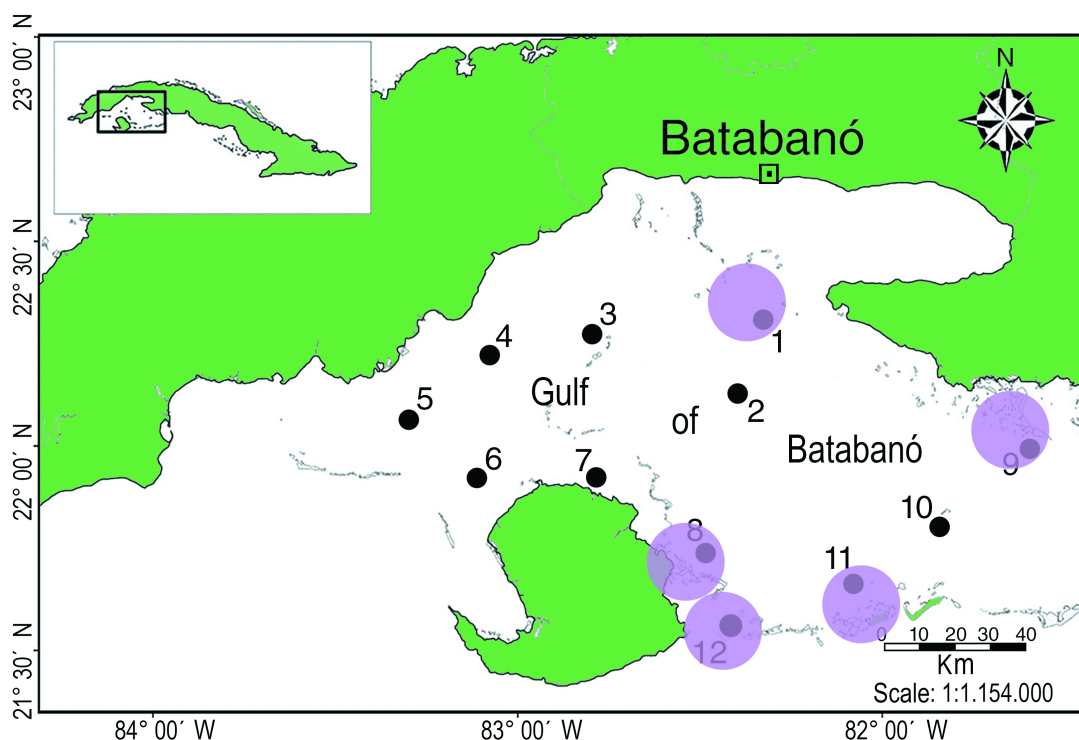 23° 00′ N
22° 30′ N
22° 00′ N
21° 30′ N
N
Batabanó
1
3
4
Gulf
5
2
of
Batabanó
6
7
9
10
8
11
12
0 10 20 30 40
Km
Scale: 1:1.154.000
84° 00′ W
83° 00′ W
82° 00′ W